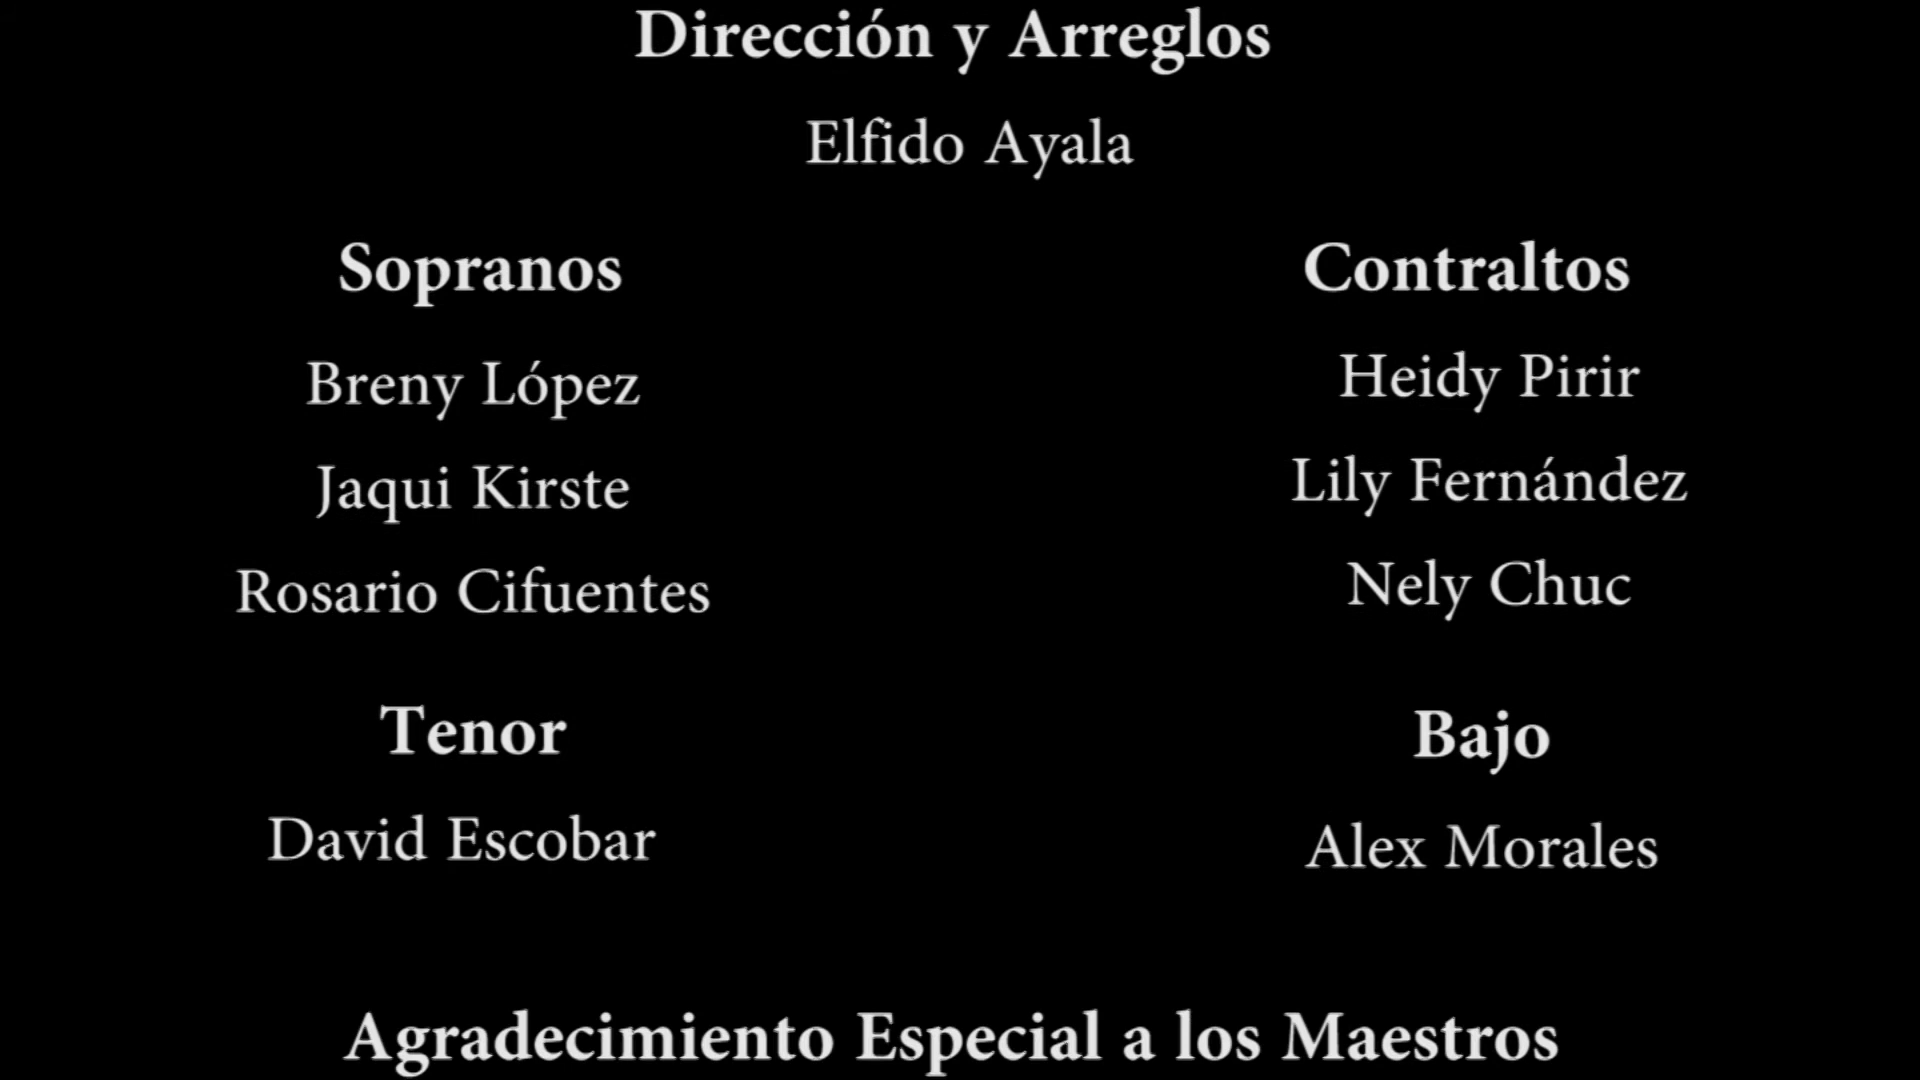 Dirección y Arreglos
Elfido Ayala
Sopranos
Breny López
Jaqui Kirste
Rosario Cifuentes
Contraltos
Heidy Pirir
Lily Fernández
Nely Chuc
Tenor
David Escobar
Bajo
Alex Morales
Agradecimiento Especial a los Maestros